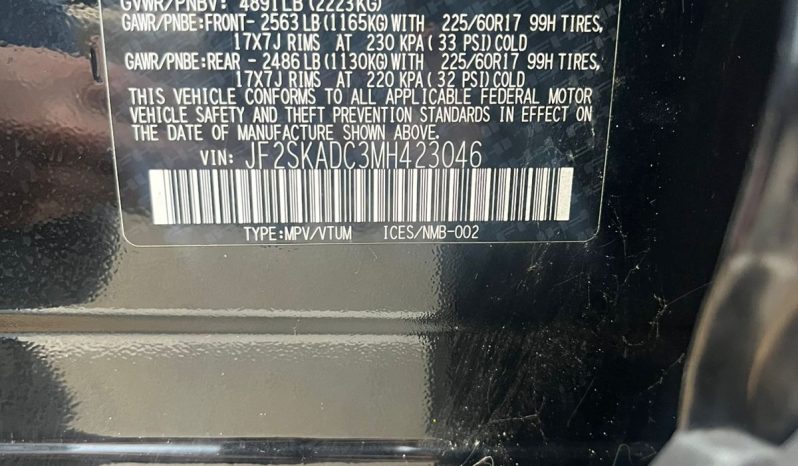 GVWR/PNBV: 4891LB (2223KG)
GAWR/PNBE:FRONT- 2563 LB (1165KG) WITH 225/60R17 99H TIRES,
17X7J RIMS AT 230 KPA ( 33 PSI) COLD
GAWR/PNBE:REAR - 2486 LB (1130KG) WITH 225/60R17 99H TIRES,
17X7J RIMS AT 220 KPA ( 32 PSI) COLD
THIS VEHICLE CONFORMS TO ALL APPLICABLE FEDERAL MOTOR
VEHICLE SAFETY AND THEFT PREVENTION STANDARDS IN EFFECT ON
THE DATE OF MANUFACTURE SHOWN ABOVE.
VIN: JF2SKADC3MH423046
TYPE:MPV/VTUM ICES/NMB-002